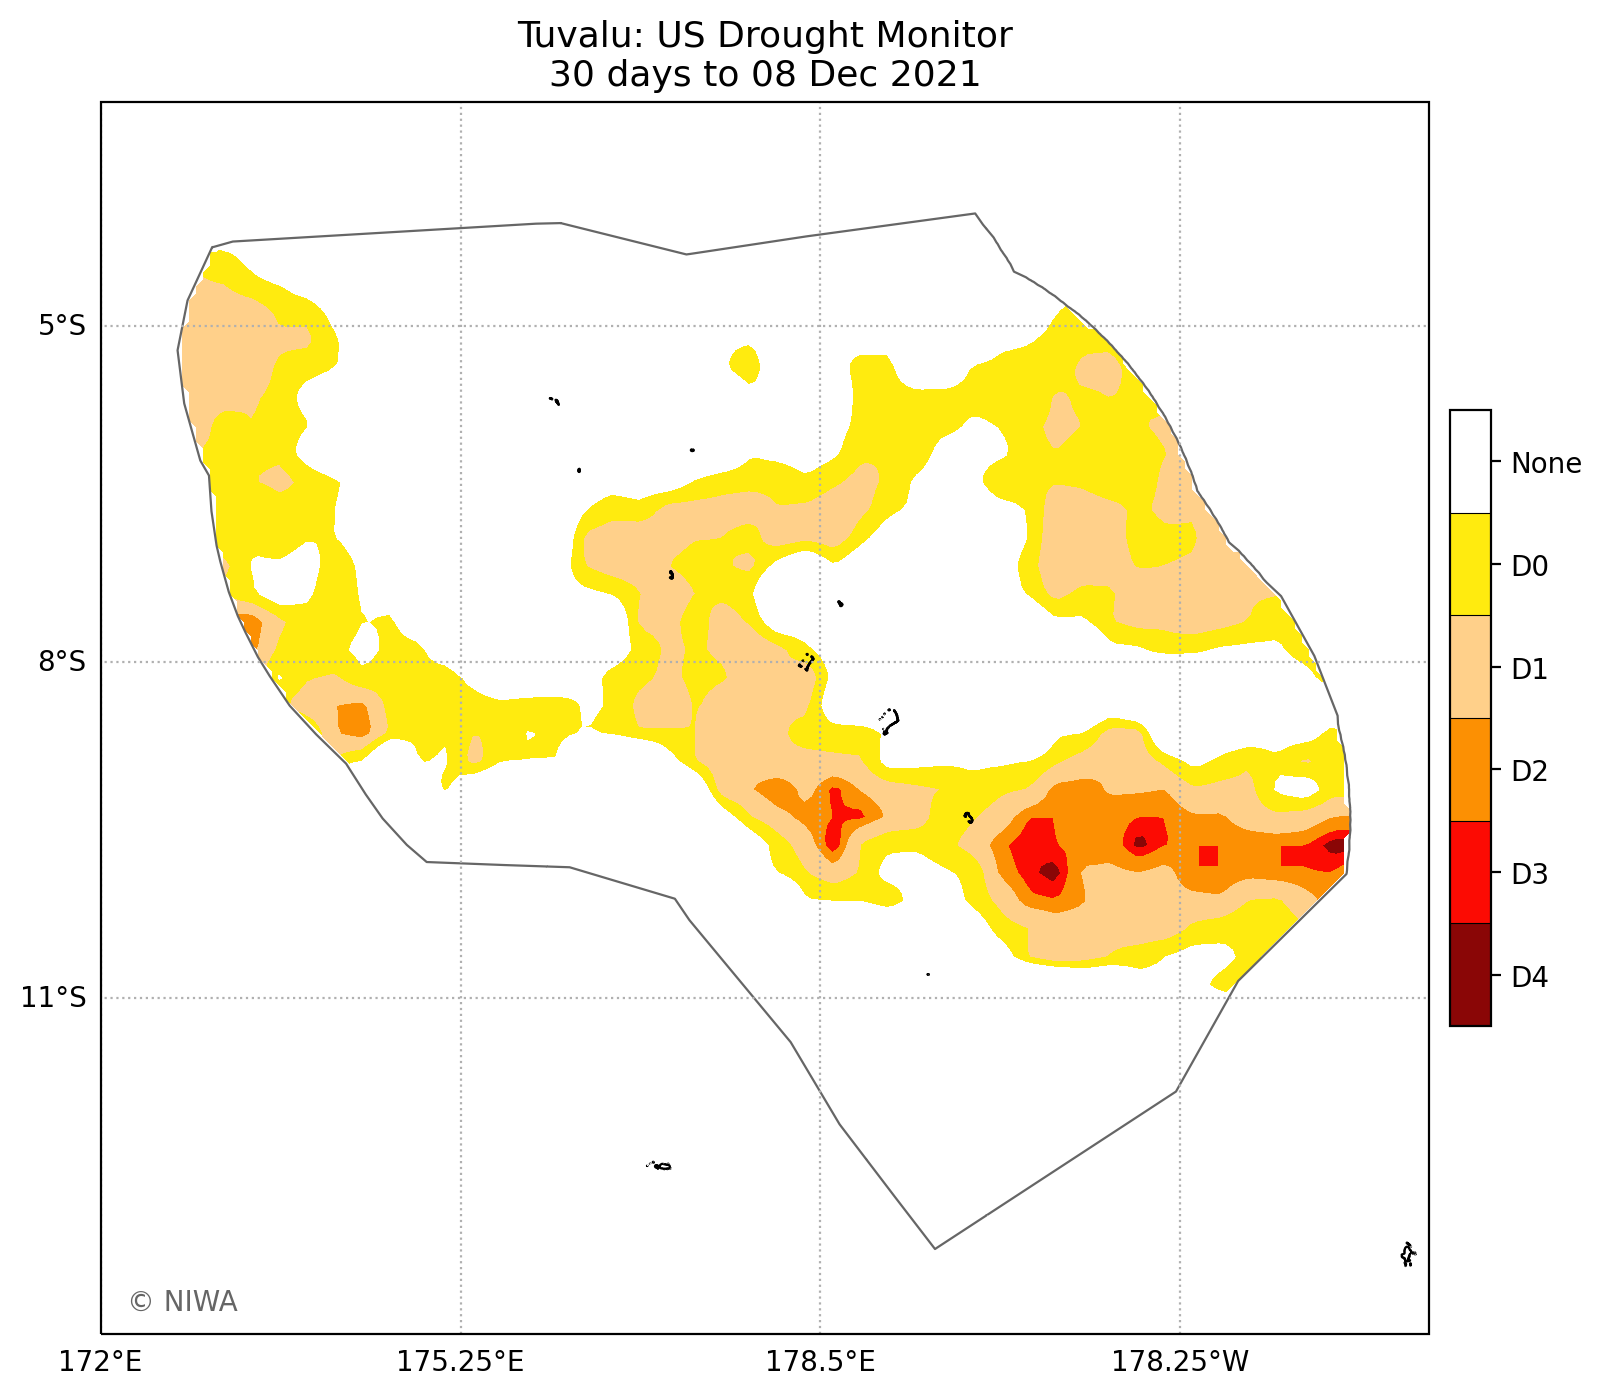 Tuvalu: US Drought Monitor
30 days to 08 Dec 2021
5°S
8°S
11°S
172°E
175.25°E
178.5°E
178.25°W
None
D0
D1
D2
D3
D4
© NIWA